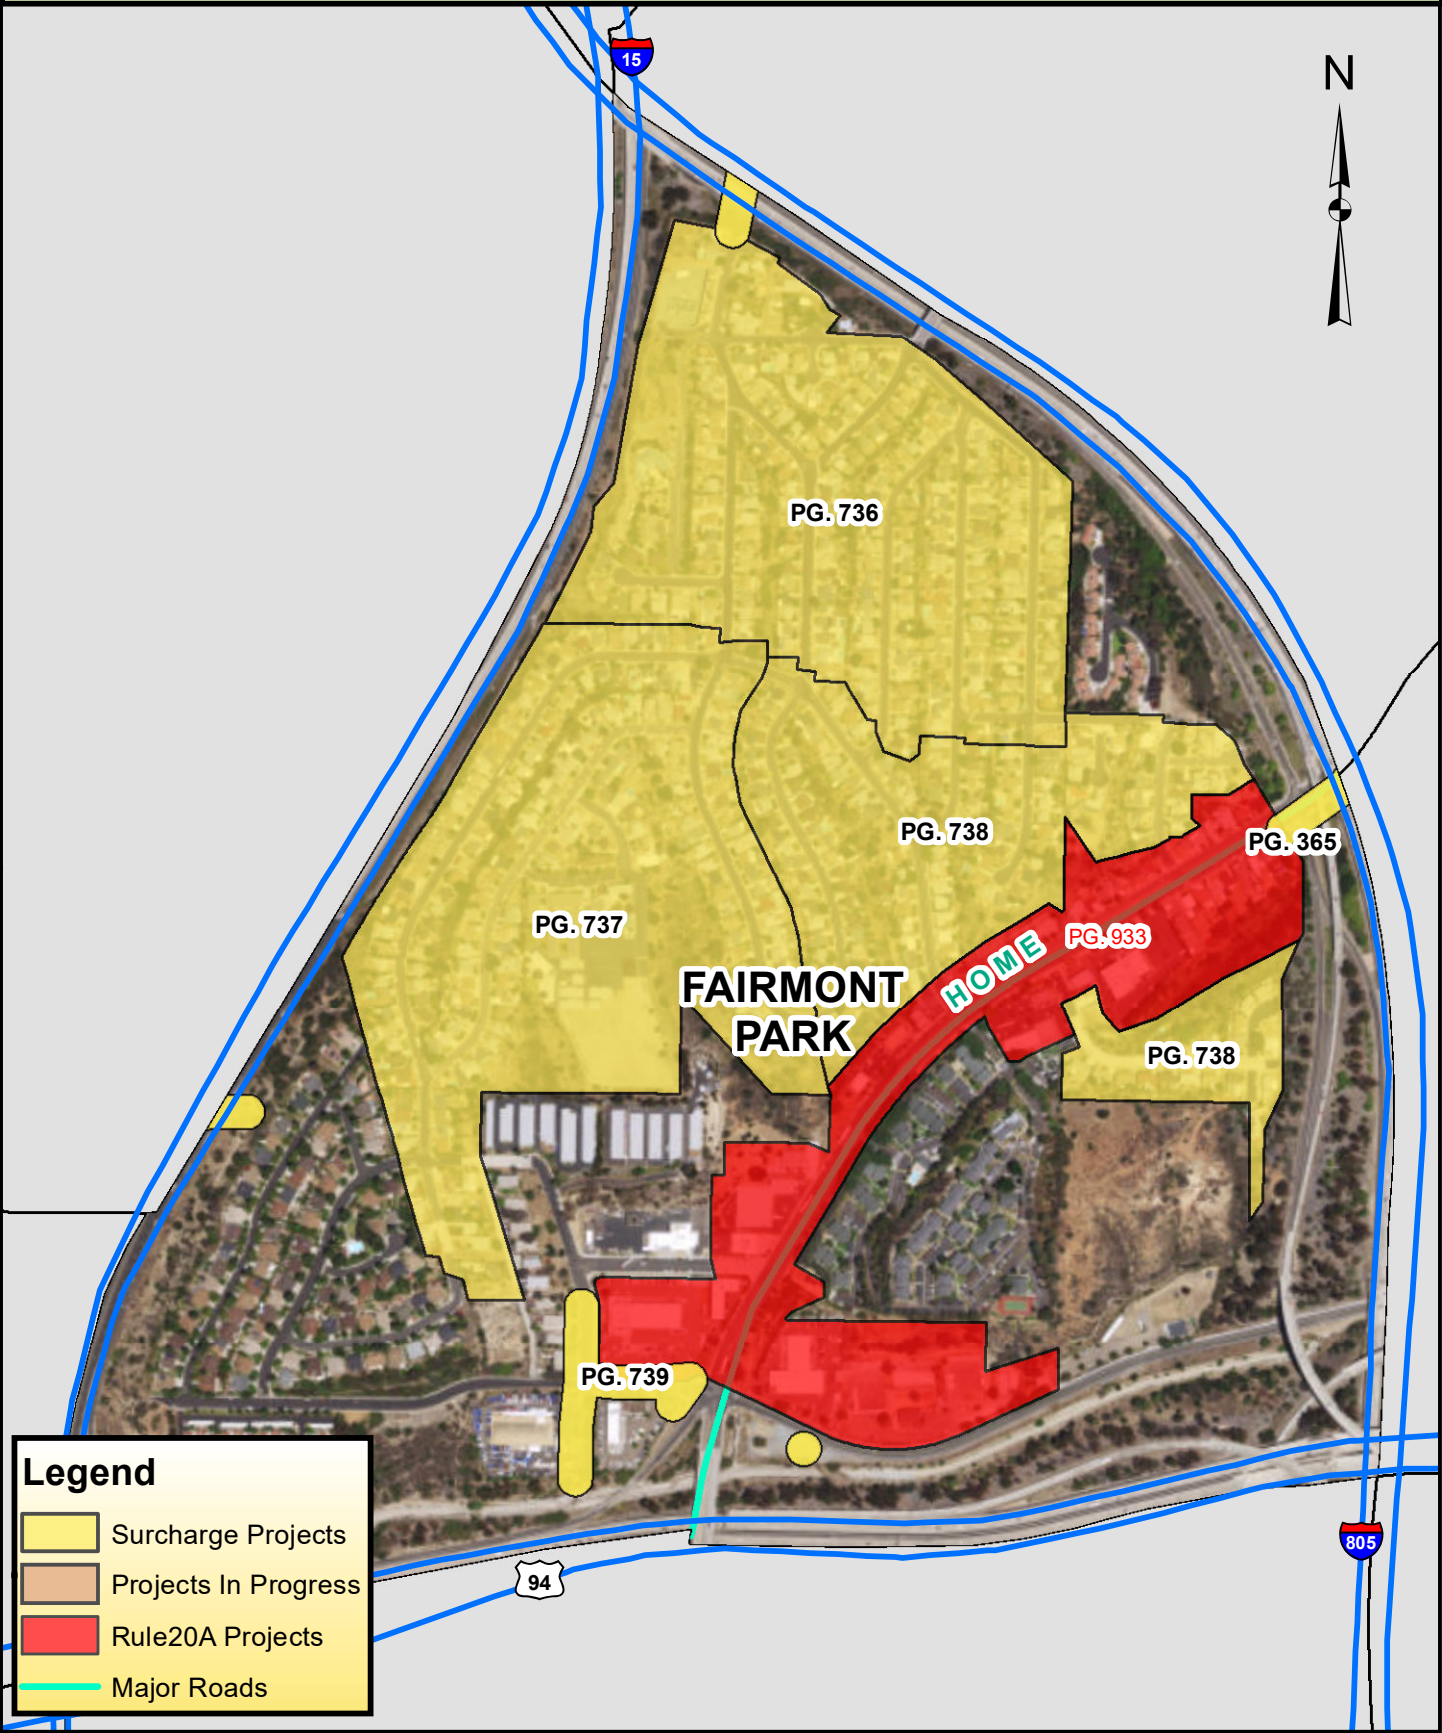 15
N
PG. 736
PG. 738
PG. 365
PG. 737
PG. 933
HOME
FAIRMONT
PARK
PG. 738
PG. 739
Legend
Surcharge Projects
Projects In Progress
Rule20A Projects
Major Roads
94
805